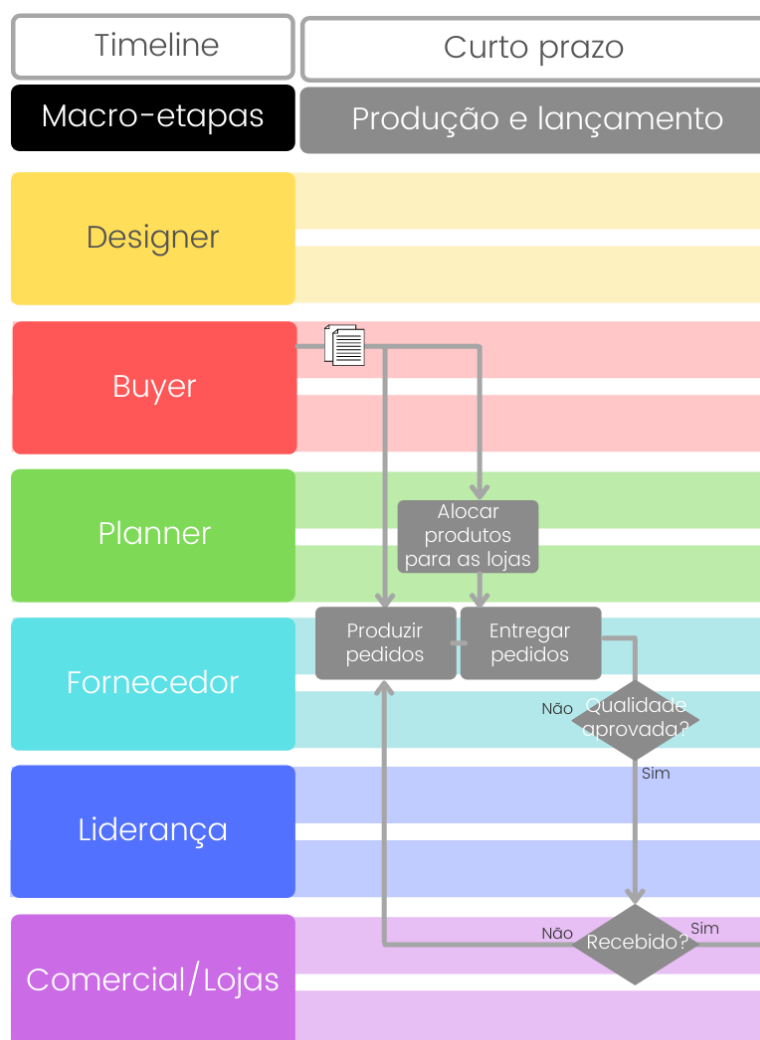 Timeline
Curto prazo
Macro-etapas
Produção e lançamento
Designer
Buyer
Planner
Alocar
produtos
para as lojas
Fornecedor
Produzir
pedidos
Entregar
pedidos
Não
Qualidade
aprovada?
Sim
Liderança
Comercial/Lojas
Não
Recebido?
Sim